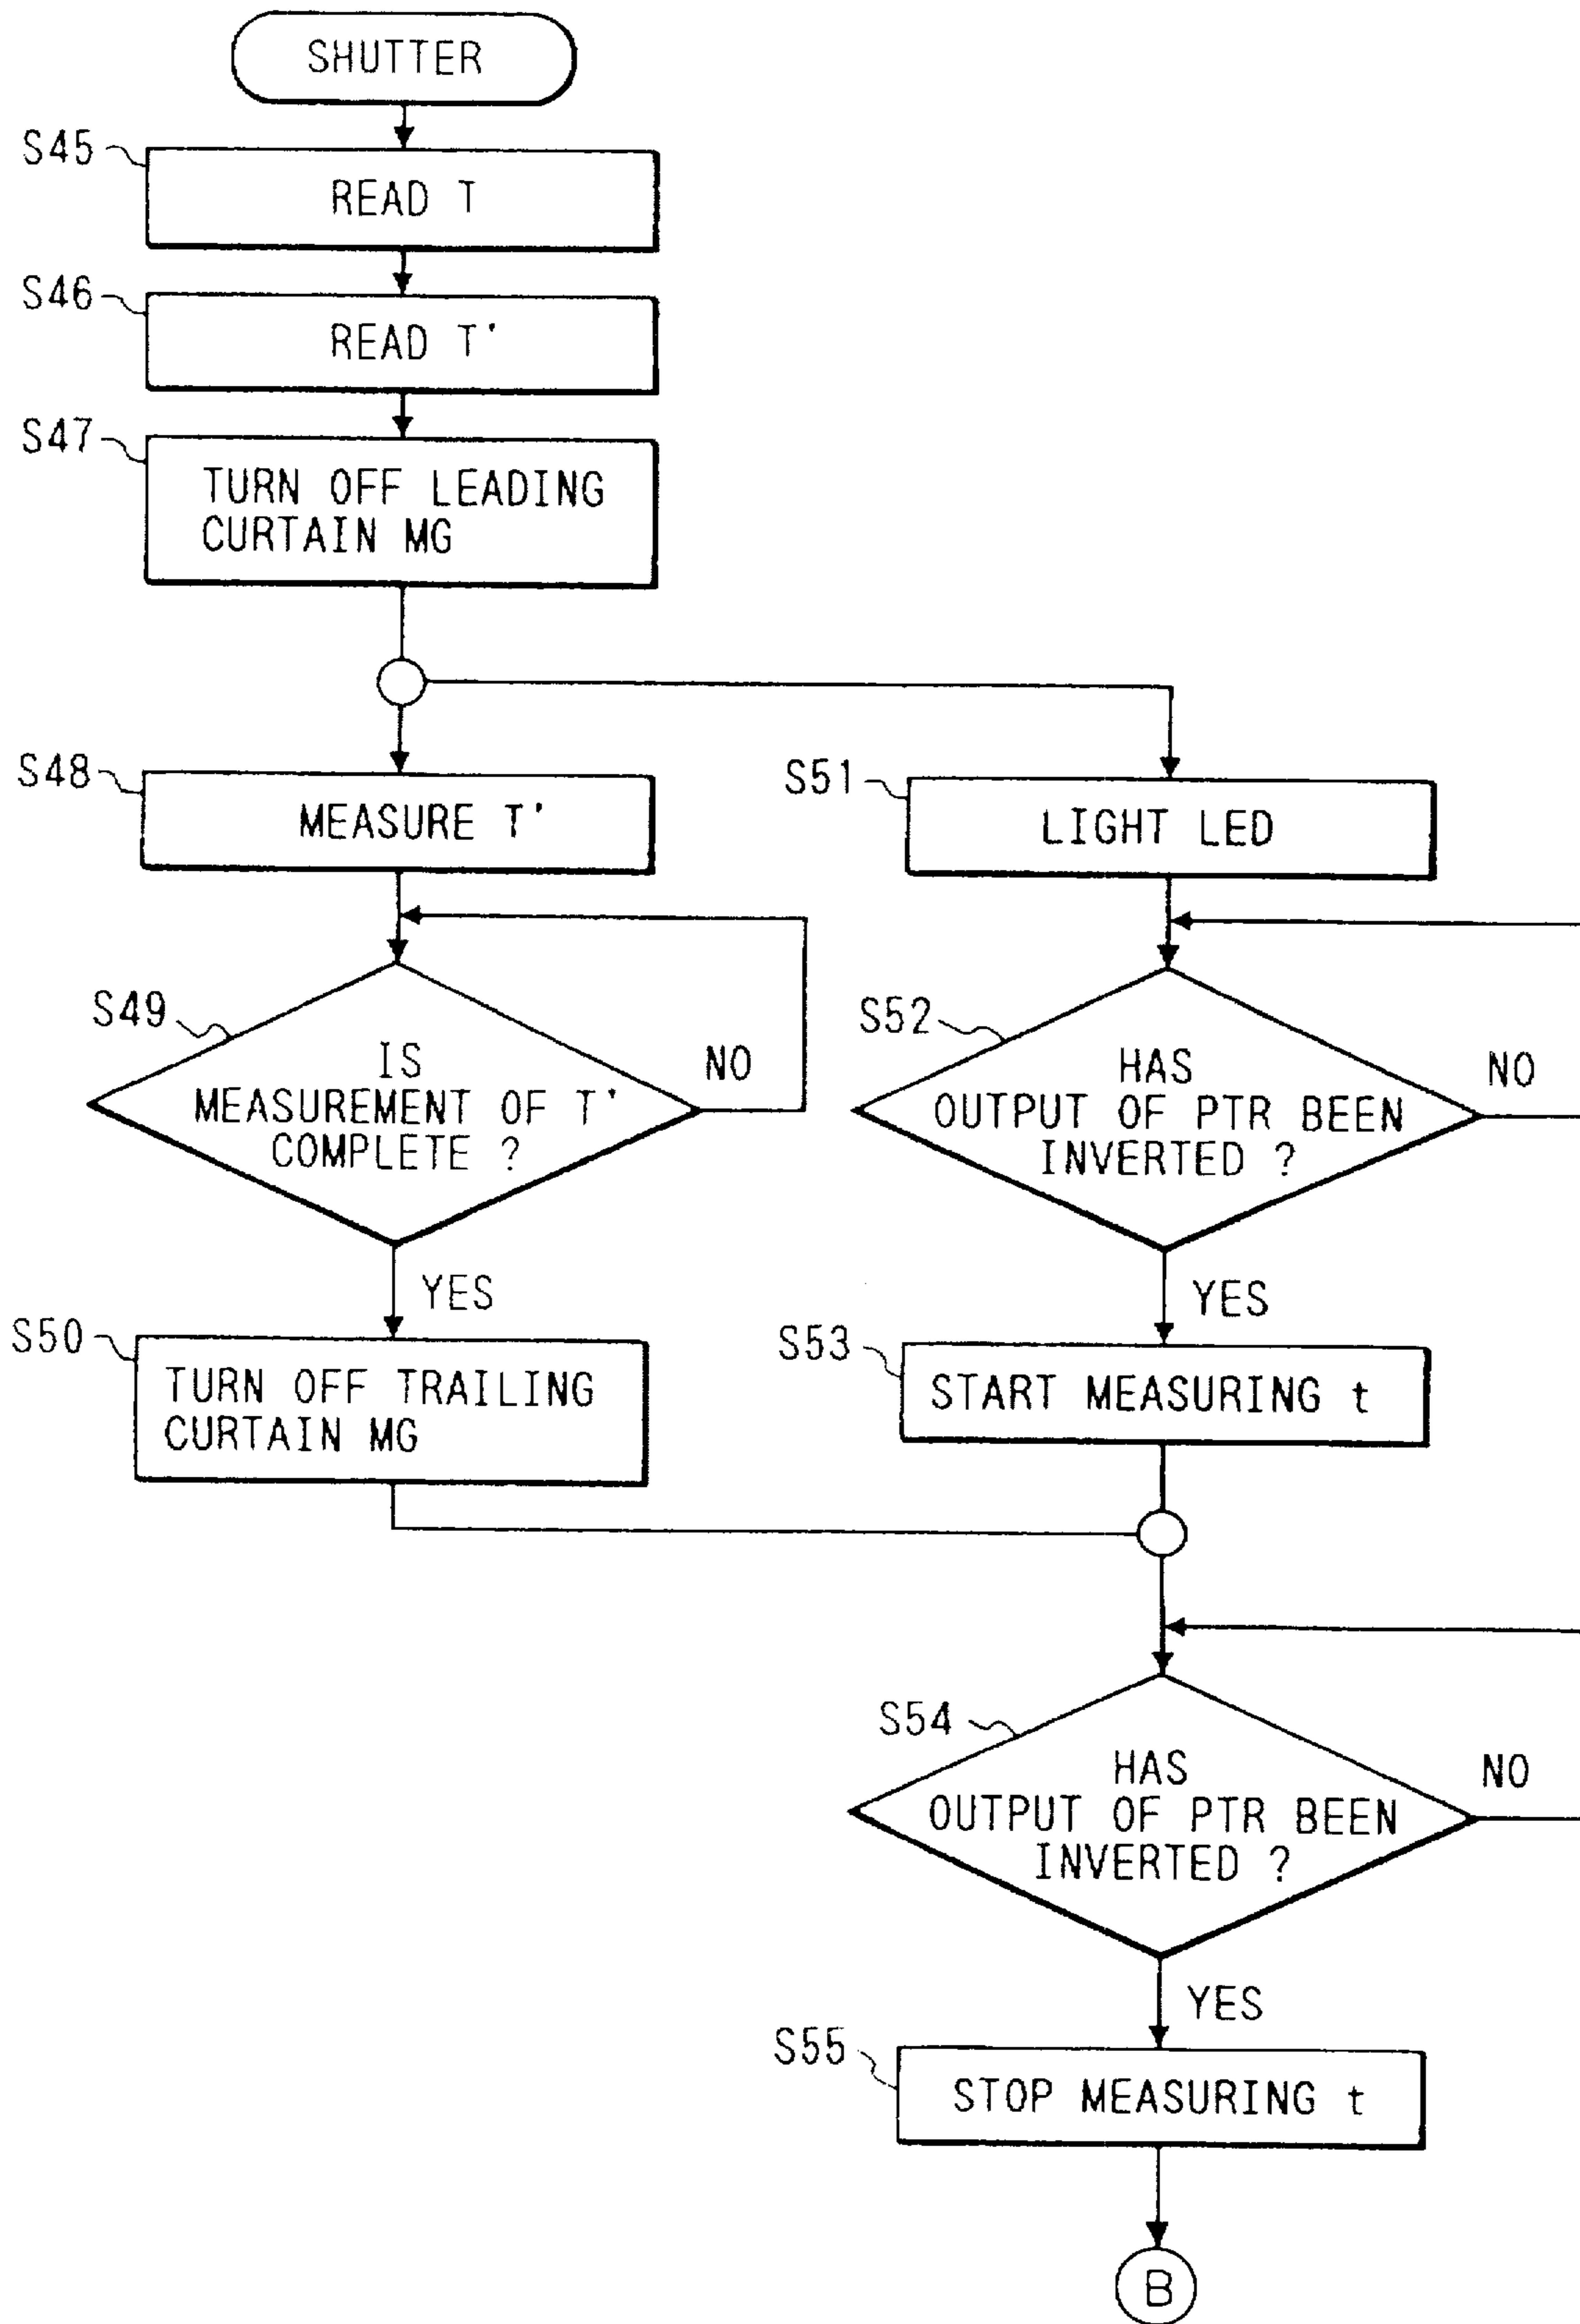 SHUTTER
S45
READ T
S46
READ T'
S47
TURN OFF LEADING
CURTAIN MG
S48
MEASURE T'
S49
IS
MEASUREMENT OF T'
COMPLETE ?
NO
YES
S50
TURN OFF TRAILING
CURTAIN MG
S51
LIGHT LED
S52
HAS
OUTPUT OF PTR BEEN
INVERTED ?
NO
YES
S53
START MEASURING t
S54
HAS
OUTPUT OF PTR BEEN
INVERTED ?
NO
YES
S55
STOP MEASURING t
B